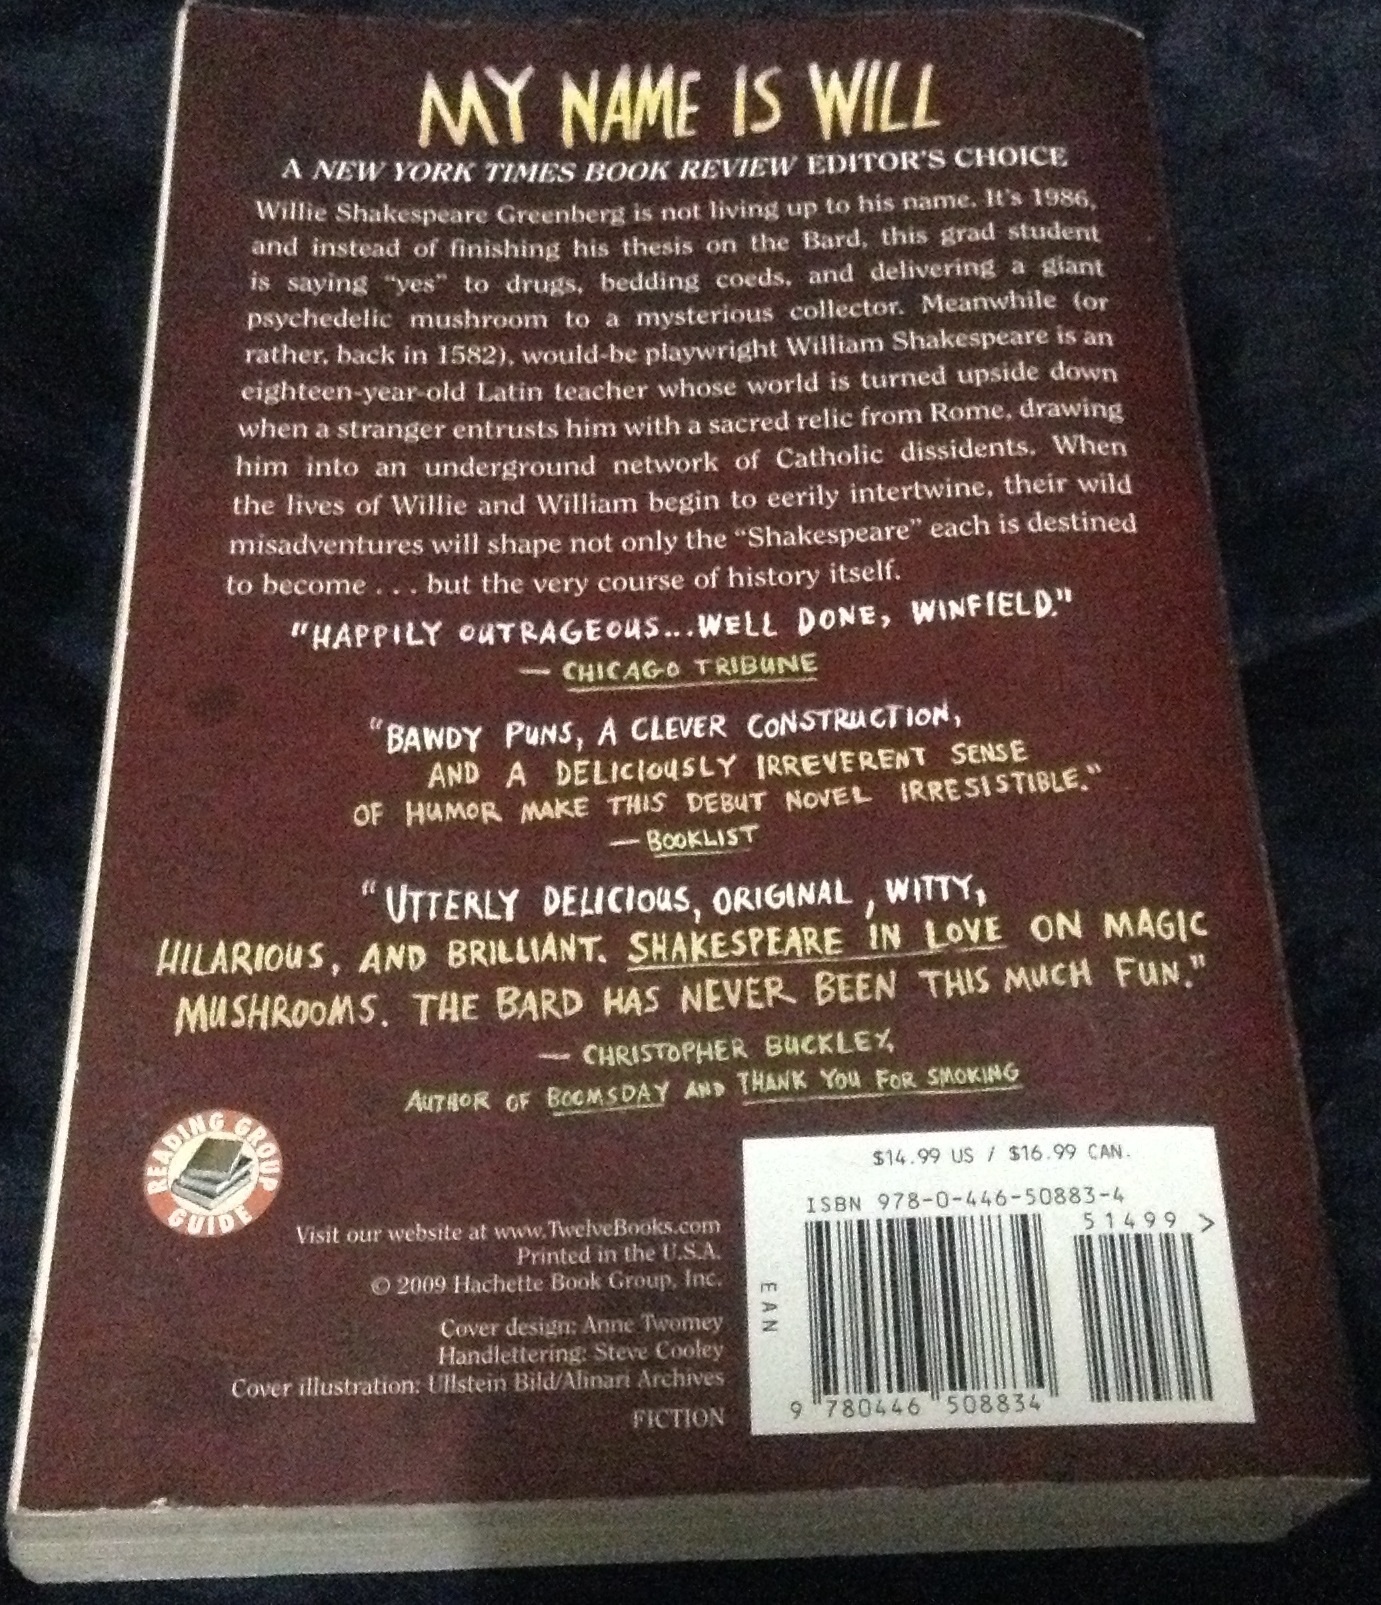 MY NAME IS WILL
A NEW YORK TIMES BOOK REVIEW EDITOR'S CHOICE
Willie Shakespeare Greenberg is not living up to his name. It's 1986,
and instead of finishing his thesis on the Bard, this grad student
is saying "yes" to drugs, bedding coeds, and delivering a giant
psychedelic mushroom to a mysterious collector. Meanwhile (or
rather, back in 1582), would-be playwright William Shakespeare is an
eighteen-year-old Latin teacher whose world is turned upside down
when a stranger entrusts him with a sacred relic from Rome, drawing
him into an underground network of Catholic dissidents. When
the lives of Willie and William begin to eerily intertwine, their wild
misadventures will shape not only the "Shakespeare" each is destined
to become . . . but the very course of history itself.
"HAPPILY OUTRAGEOUS...WELL DONE, WINFIELD."
— CHICAGO TRIBUNE
"BAWDY PUNS, A CLEVER CONSTRUCTION,
AND A DELICIOUSLY IRREVERENT SENSE
OF HUMOR MAKE THIS DEBUT NOVEL IRRESISTIBLE."
— BOOKLIST
"UTTERLY DELICIOUS, ORIGINAL, WITTY,
HILARIOUS, AND BRILLIANT. SHAKESPEARE IN LOVE ON MAGIC
MUSHROOMS. THE BARD HAS NEVER BEEN THIS MUCH FUN."
— CHRISTOPHER BUCKLEY,
AUTHOR OF BOOMSDAY AND THANK YOU FOR SMOKING
READING GROUP GUIDE
Visit our website at www.TwelveBooks.com
Printed in the U.S.A.
© 2009 Hachette Book Group, Inc.
Cover design: Anne Twomey
Handlettering: Steve Cooley
Cover illustration: Ullstein Bild/Alinari Archives
FICTION
$14.99 US / $16.99 CAN.
ISBN 978-0-446-50883-4
51499 >
EAN
9 780446 508834